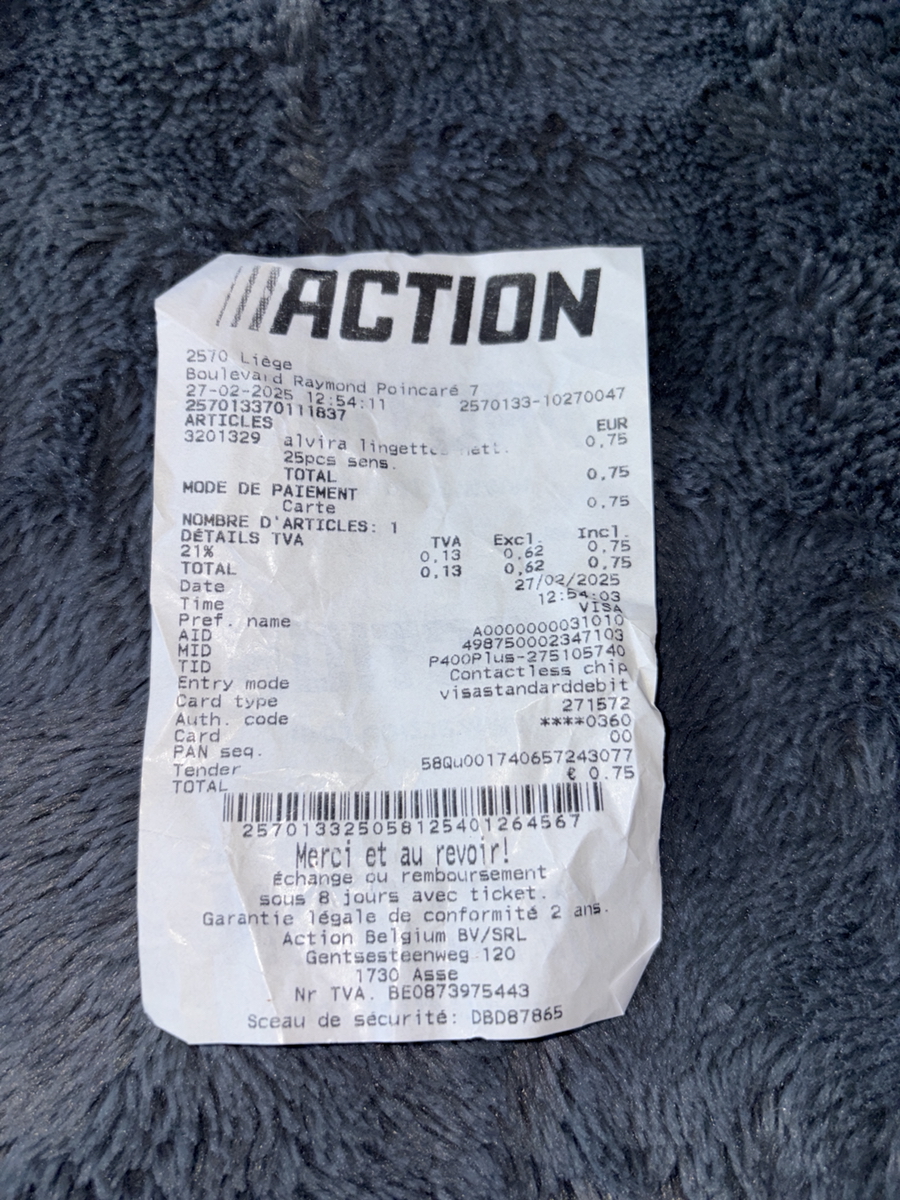 ACTION
2570 Liège
Boulevard Raymond Poincaré 7
27-02-2025 12:54:11 2570133-10270047
257013370111837
ARTICLES EUR
3201329 alvira lingettes nett. 0,75
25pcs sens.
TOTAL 0,75
MODE DE PAIEMENT
Carte 0,75
NOMBRE D'ARTICLES: 1
DÉTAILS TVA TVA Excl. Incl.
21% 0,13 0,62 0,75
TOTAL 0,13 0,62 0,75
Date 27/02/2025
Time 12:54:03
Pref. name VISA
AID A0000000031010
MID 498750002347103
TID P400Plus-275105740
Entry mode Contactless chip
Card type visastandarddebit
Auth. code 271572
Card ****0360
PAN seq. 00
Tender 58Qu001740657243077
TOTAL € 0.75
257013325058125401264567
Merci et au revoir!
Échange ou remboursement
sous 8 jours avec ticket.
Garantie légale de conformité 2 ans.
Action Belgium BV/SRL
Gentsesteenweg 120
1730 Asse
Nr TVA. BE0873975443
Sceau de sécurité: DBD87865